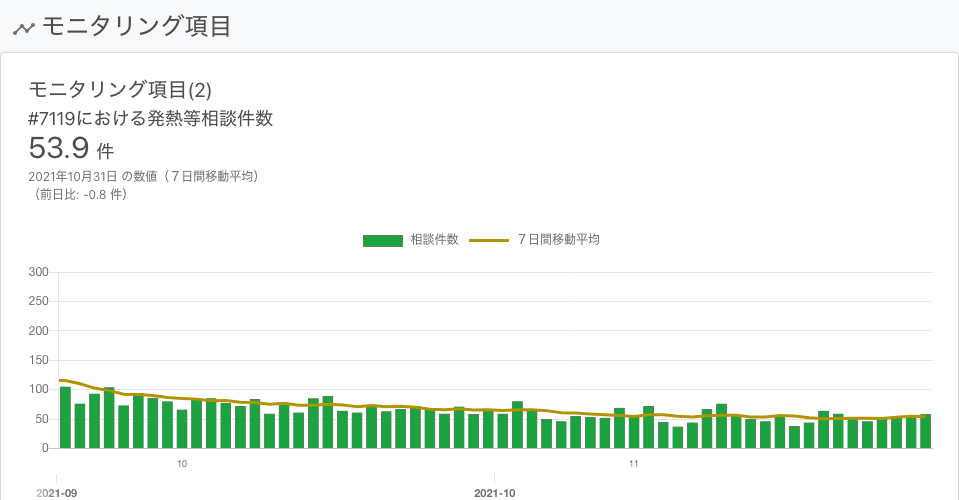 モニタリング項目
モニタリング項目(2)
#7119における発熱等相談件数
53.9 件
2021年10月31日 の数値（７日間移動平均）
（前日比: -0.8 件）
相談件数 ７日間移動平均
300
250
200
150
100
50
0
10 11
2021-09 2021-10